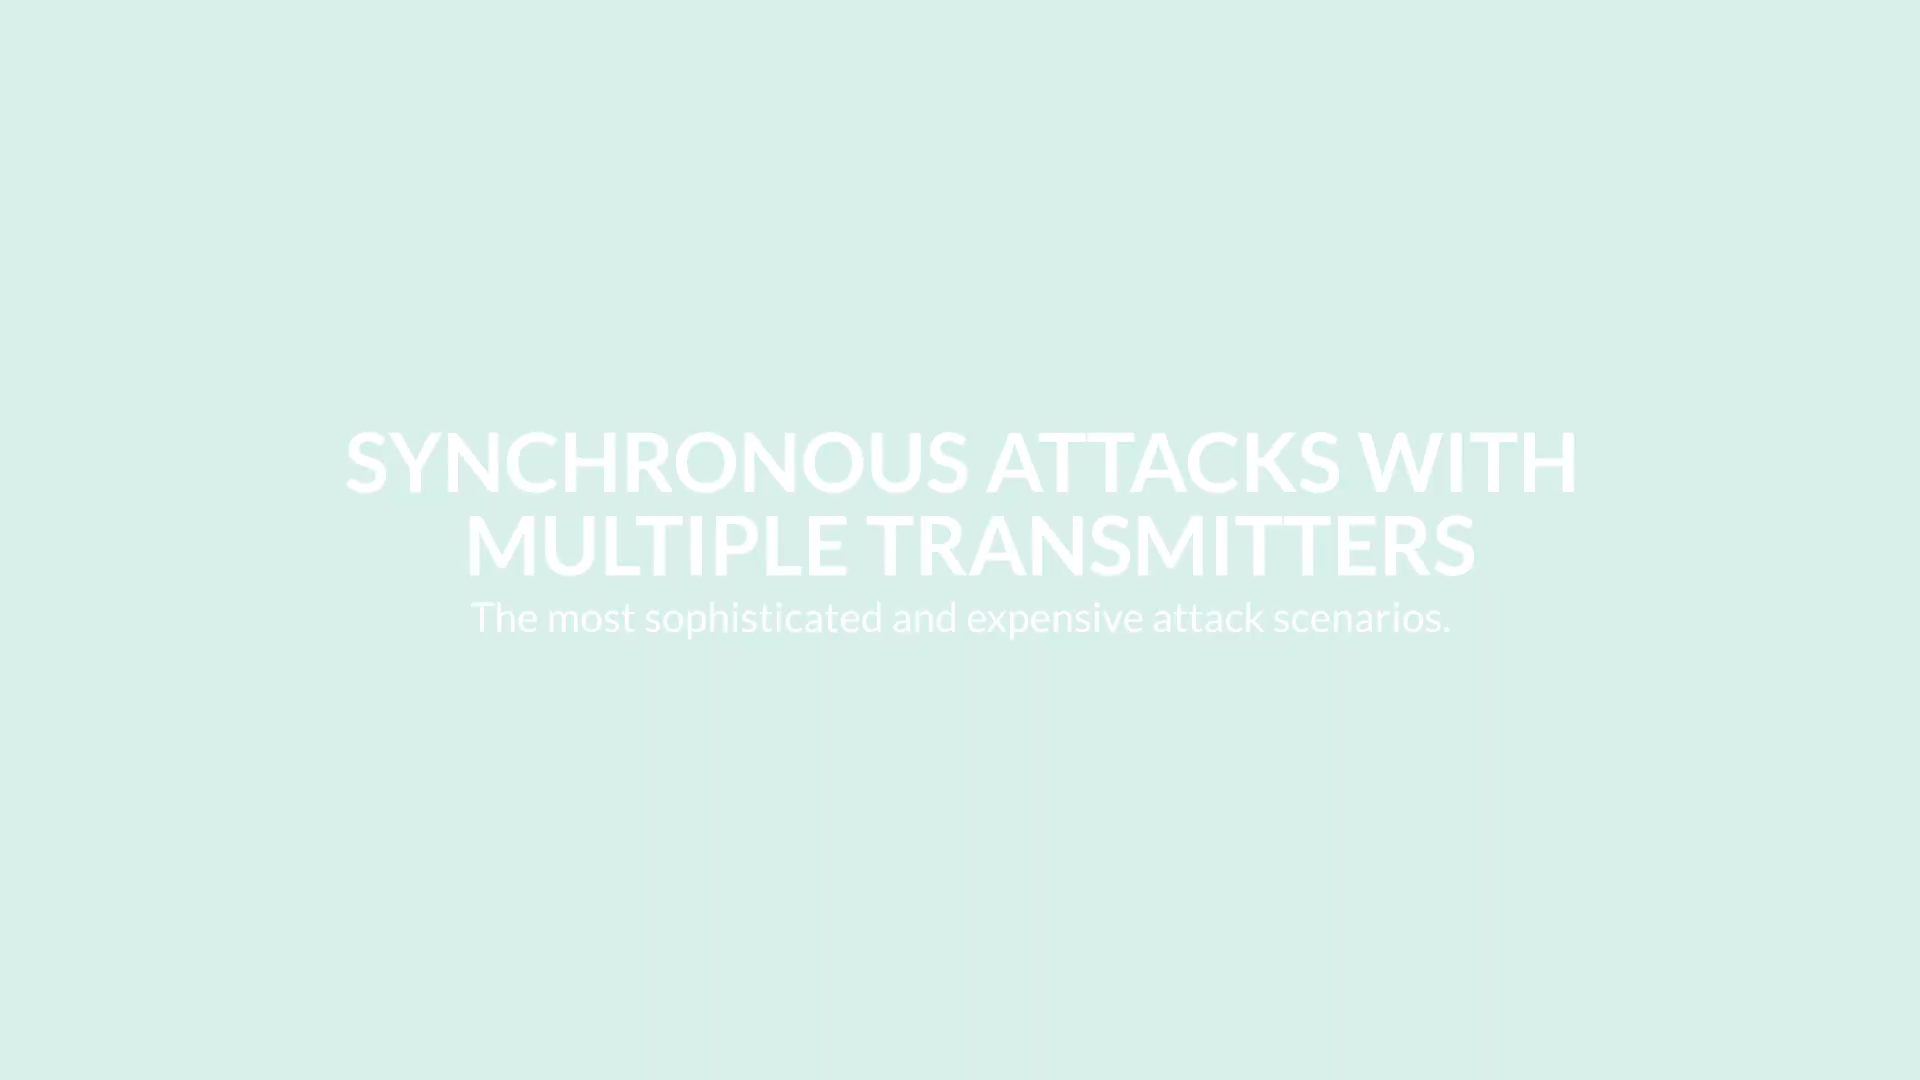 SYNCHRONOUS ATTACKS WITH
MULTIPLE TRANSMITTERS
The most sophisticated and expensive attack scenarios.